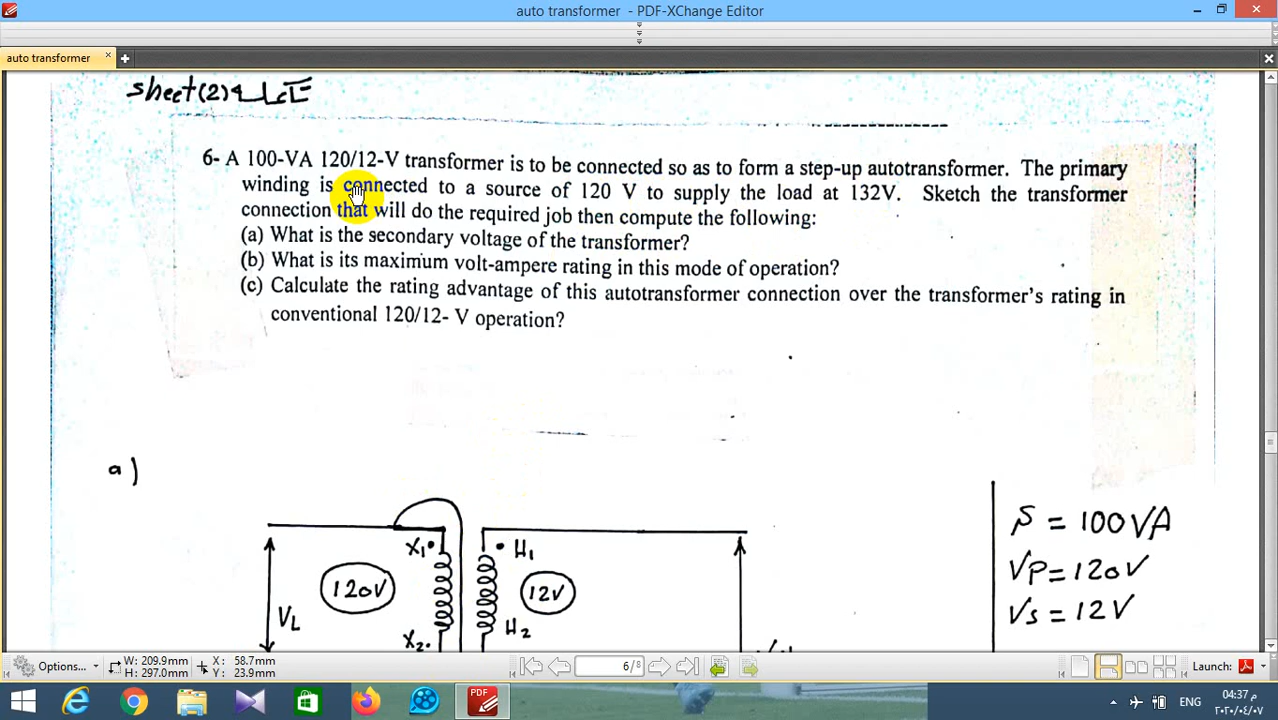 auto transformer - PDF-XChange Editor
auto transformer
sheet(2)
6- A 100-VA 120/12-V transformer is to be connected so as to form a step-up autotransformer. The primary
winding is connected to a source of 120 V to supply the load at 132V. Sketch the transformer
connection that will do the required job then compute the following:
(a) What is the secondary voltage of the transformer?
(b) What is its maximum volt-ampere rating in this mode of operation?
(c) Calculate the rating advantage of this autotransformer connection over the transformer's rating in
conventional 120/12- V operation?
a)
X1
H1
120V
12V
VL
X2
H2
S = 100VA
VP = 120V
VS = 12V
Options...
W: 209.9mm
H: 297.0mm
X: 58.7mm
Y: 23.9mm
6/8
Launch:
PDF
ENG
04:37 م
٢٠٢٠/٠٤/٠٧